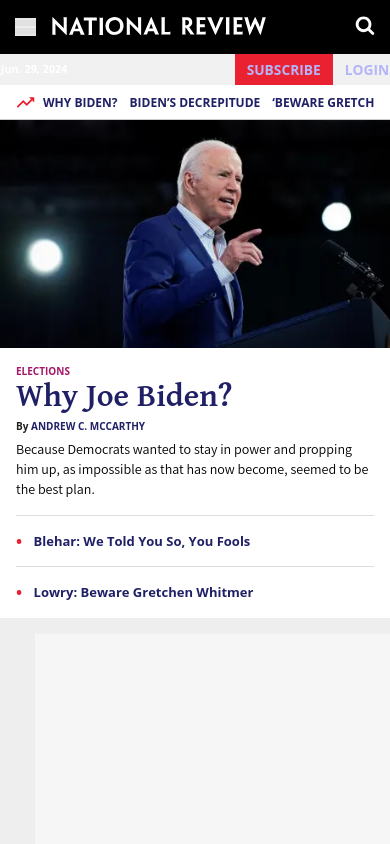 NATIONAL REVIEW
Jun. 29, 2024
SUBSCRIBE
LOGIN
WHY BIDEN? BIDEN’S DECREPITUDE ‘BEWARE GRETCH
ELECTIONS
Why Joe Biden?
By ANDREW C. MCCARTHY
Because Democrats wanted to stay in power and propping
him up, as impossible as that has now become, seemed to be
the best plan.
Blehar: We Told You So, You Fools
Lowry: Beware Gretchen Whitmer